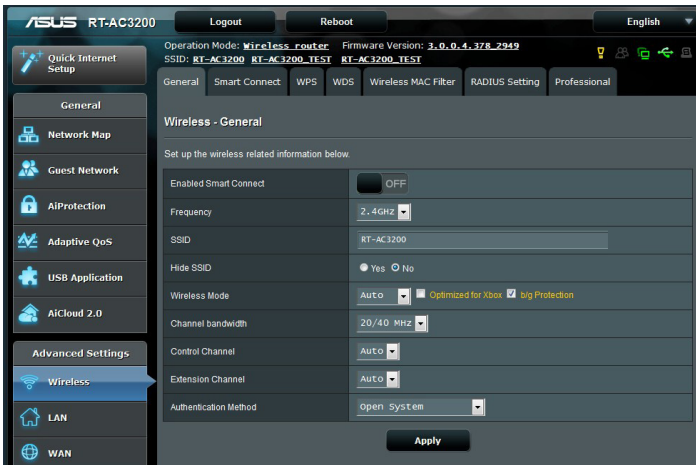 ASUS RT-AC3200 Logout Reboot English
Quick Internet Setup
Operation Mode: Wireless router Firmware Version: 3.0.0.4.378_2949
SSID: RT-AC3200 RT-AC3200_TEST RT-AC3200_TEST
General Smart Connect WPS WDS Wireless MAC Filter RADIUS Setting Professional
General
Network Map
Guest Network
AiProtection
Adaptive QoS
USB Application
AiCloud 2.0
Advanced Settings
Wireless
LAN
WAN
Wireless - General
Set up the wireless related information below.
Enabled Smart Connect OFF
Frequency 2.4GHz
SSID RT-AC3200
Hide SSID Yes No
Wireless Mode Auto Optimized for Xbox b/g Protection
Channel bandwidth 20/40 MHz
Control Channel Auto
Extension Channel Auto
Authentication Method Open System
Apply